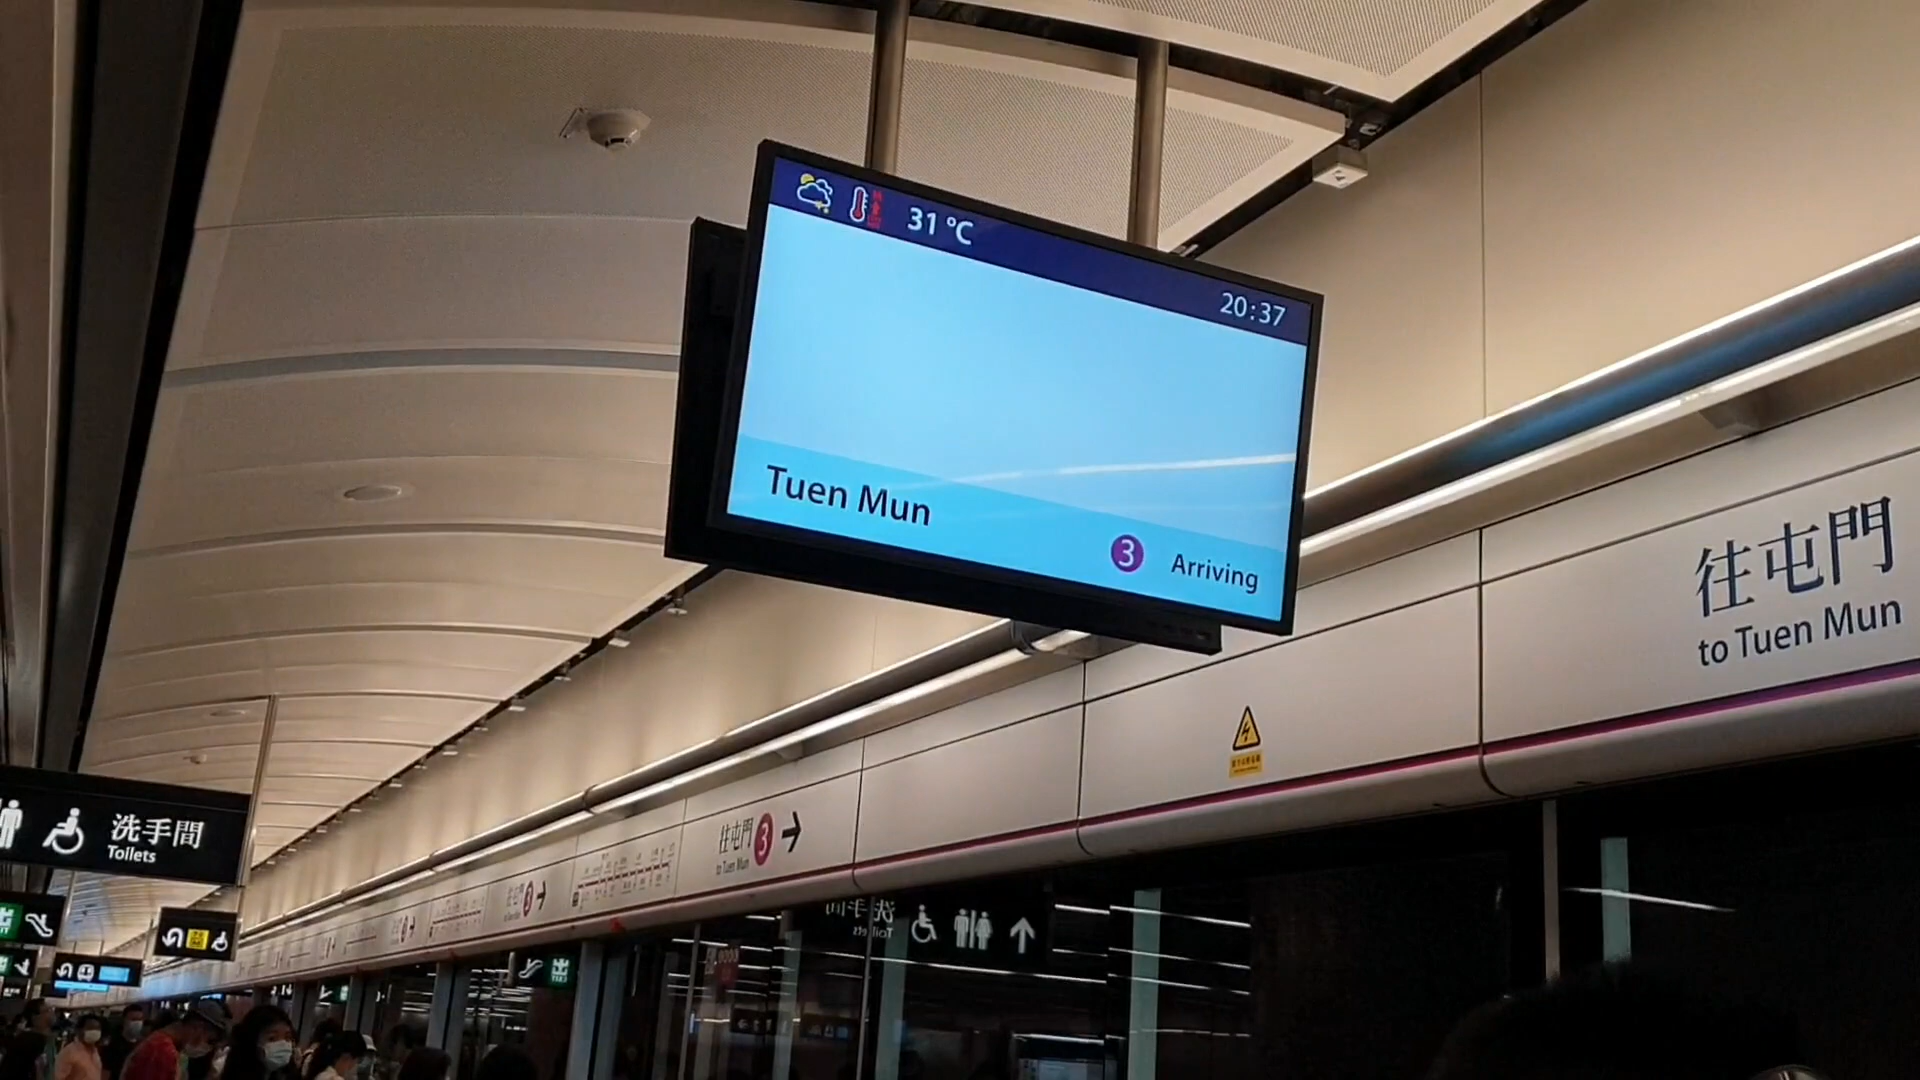 31 °C
20:37
Tuen Mun
3 Arriving
往屯門
to Tuen Mun
往屯門 3
to Tuen Mun
洗手間
Toilets